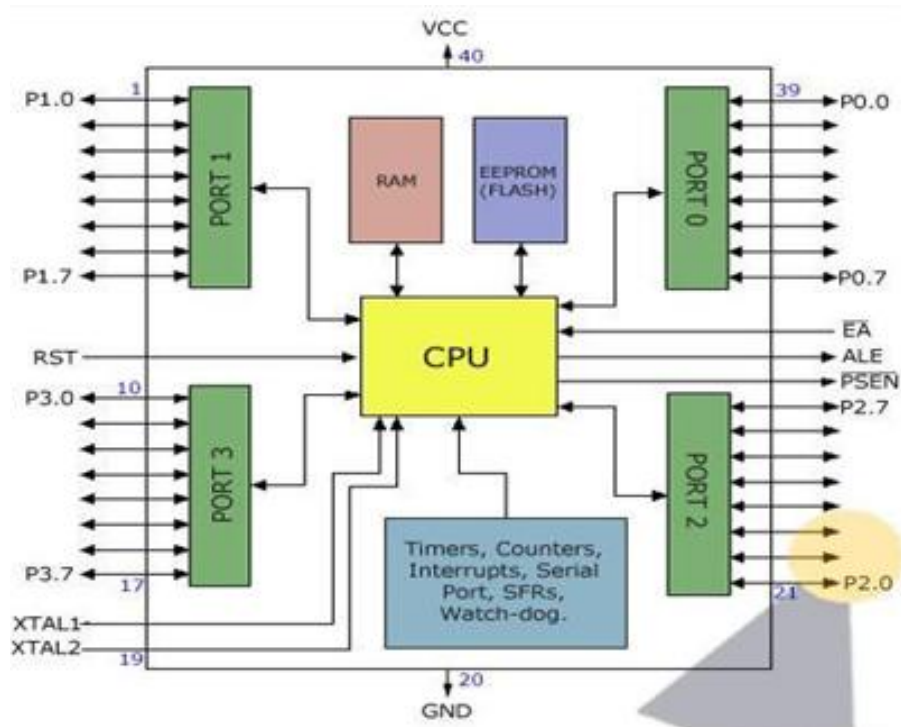 VCC
40
P1.0
1
39
P0.0
PORT 1
RAM
EEPROM
(FLASH)
PORT 0
P1.7
P0.7
CPU
EA
RST
ALE
PSEN
P3.0
10
P2.7
PORT 3
PORT 2
Timers, Counters,
Interrupts, Serial
Port, SFRs,
Watch-dog.
P3.7
17
21
P2.0
XTAL1
XTAL2
19
20
GND